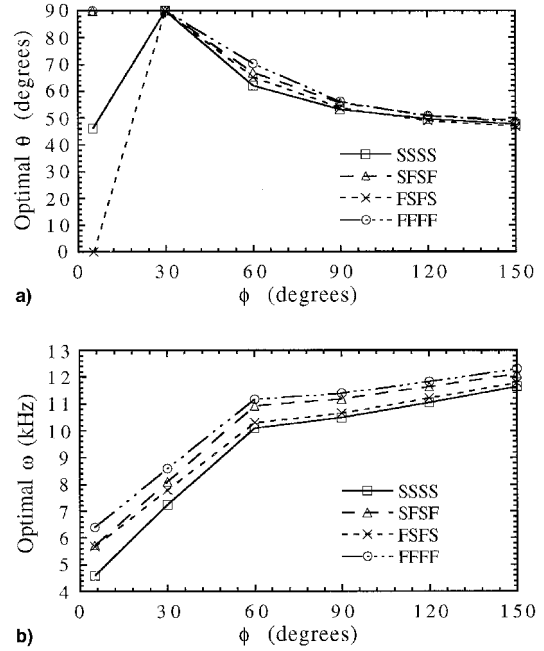 90
80
70
60
50
40
30
20
10
0
Optimal θ (degrees)
SSSS
SFSF
FSFS
FFFF
0 30 60 90 120 150
a) ϕ (degrees)
13
12
11
10
9
8
7
6
5
4
Optimal ω (kHz)
SSSS
SFSF
FSFS
FFFF
0 30 60 90 120 150
b) ϕ (degrees)